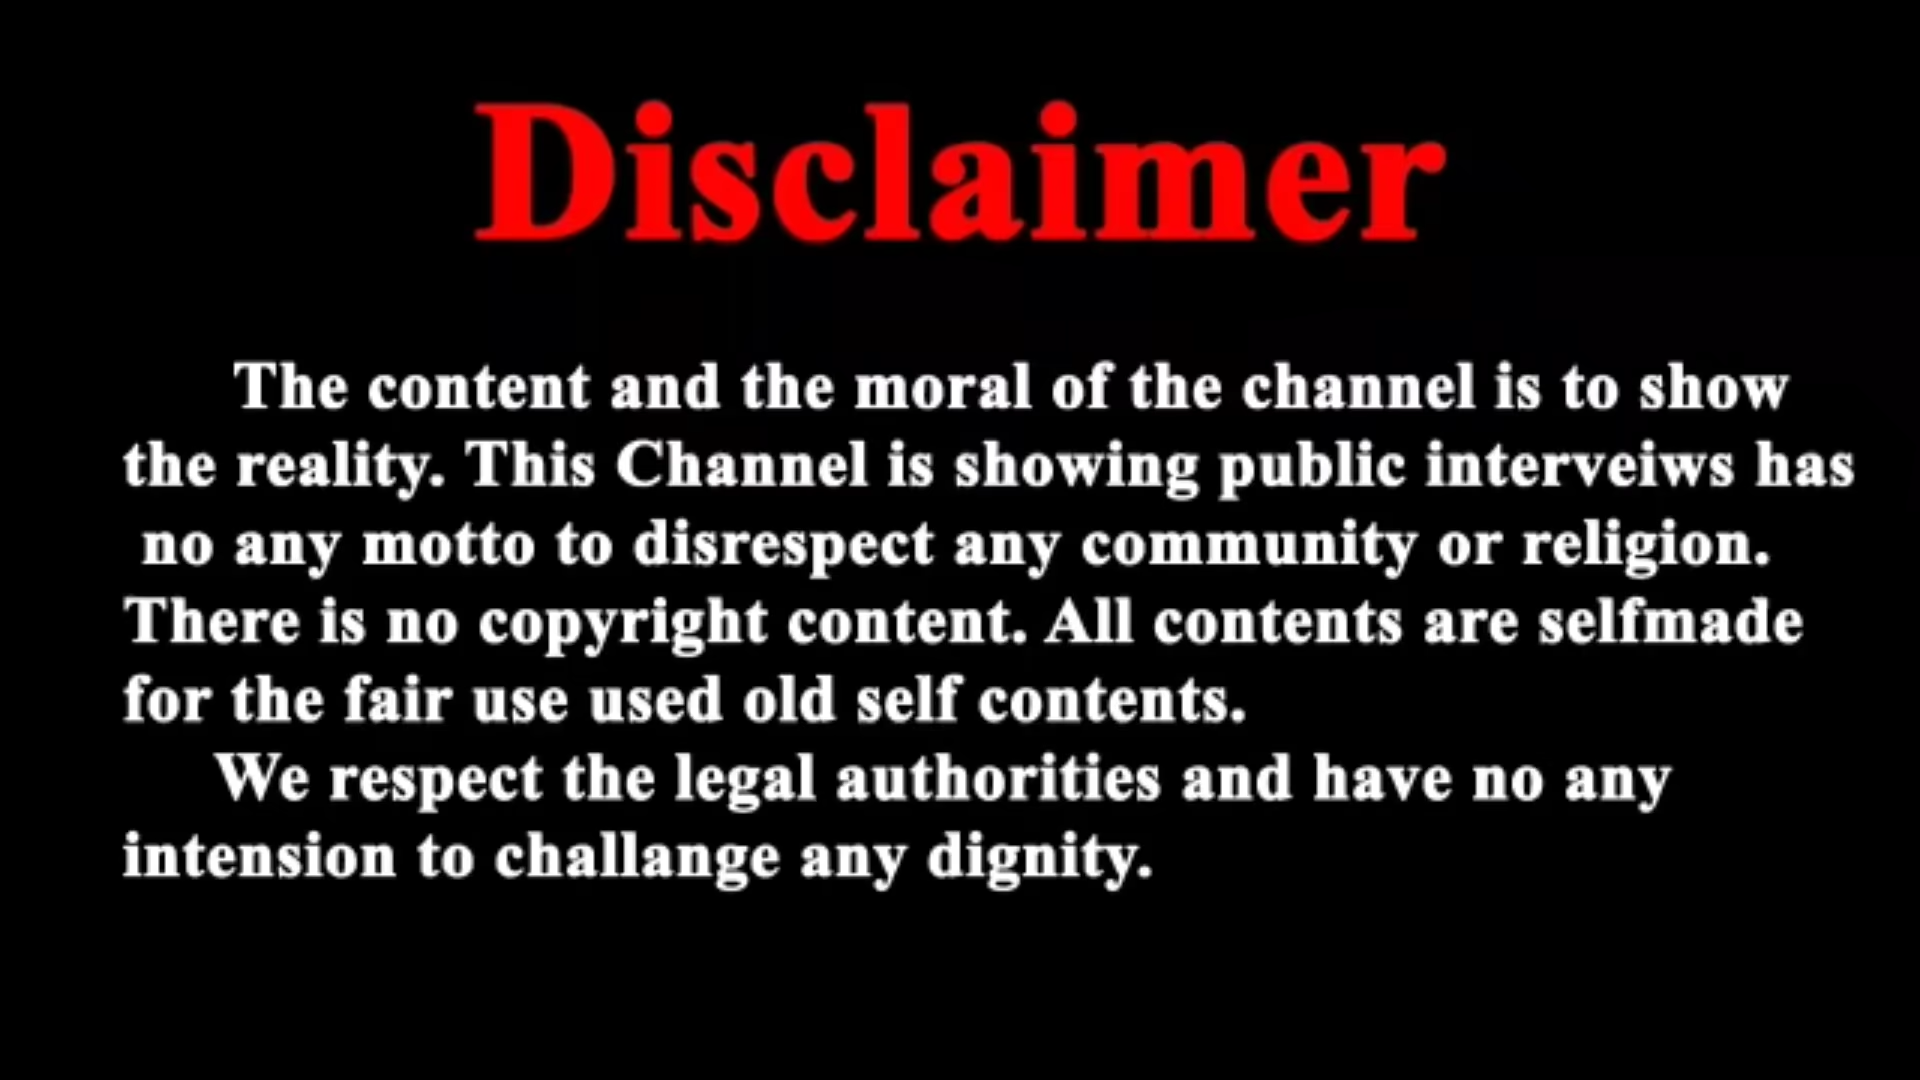 Disclaimer
The content and the moral of the channel is to show
the reality. This Channel is showing public interveiws has
no any motto to disrespect any community or religion.
There is no copyright content. All contents are selfmade
for the fair use used old self contents.
We respect the legal authorities and have no any
intension to challange any dignity.